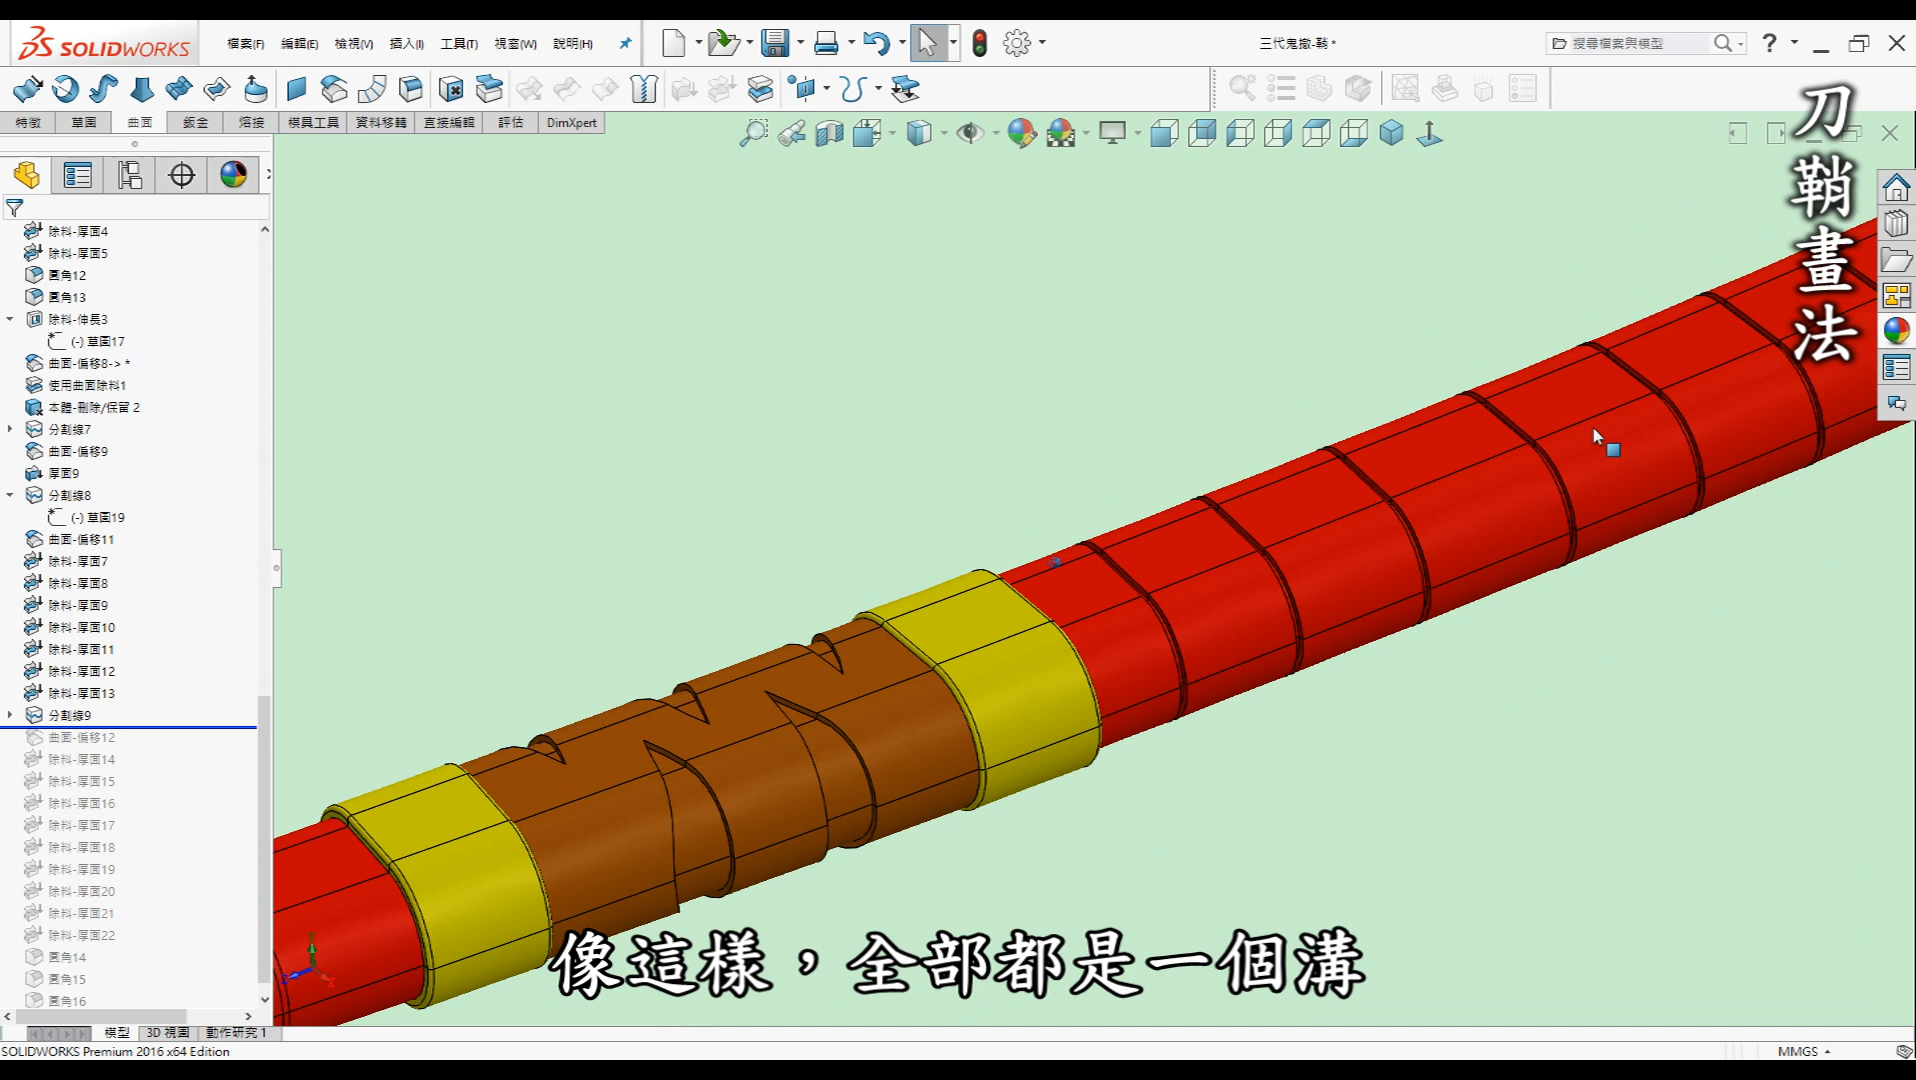 SOLIDWORKS
檔案(F)
編輯(E)
檢視(V)
插入(I)
工具(T)
視窗(W)
說明(H)
三代鬼撤-鞘 *
搜尋檔案與模型
特徵
草圖
曲面
鈑金
熔接
模具工具
資料移轉
直接編輯
評估
DimXpert
刀鞘畫法
除料-厚面4
除料-厚面5
圓角12
圓角13
除料-伸長3
(-) 草圖17
曲面-偏移8-> *
使用曲面除料1
本體-刪除/保留 2
分割線7
曲面-偏移9
厚面9
分割線8
(-) 草圖19
曲面-偏移11
除料-厚面7
除料-厚面8
除料-厚面9
除料-厚面10
除料-厚面11
除料-厚面12
除料-厚面13
分割線9
曲面-偏移12
除料-厚面14
除料-厚面15
除料-厚面16
除料-厚面17
除料-厚面18
除料-厚面19
除料-厚面20
除料-厚面21
除料-厚面22
圓角14
圓角15
圓角16
像這樣，全部都是一個溝
模型
3D 視圖
動作研究 1
SOLIDWORKS Premium 2016 x64 Edition
MMGS